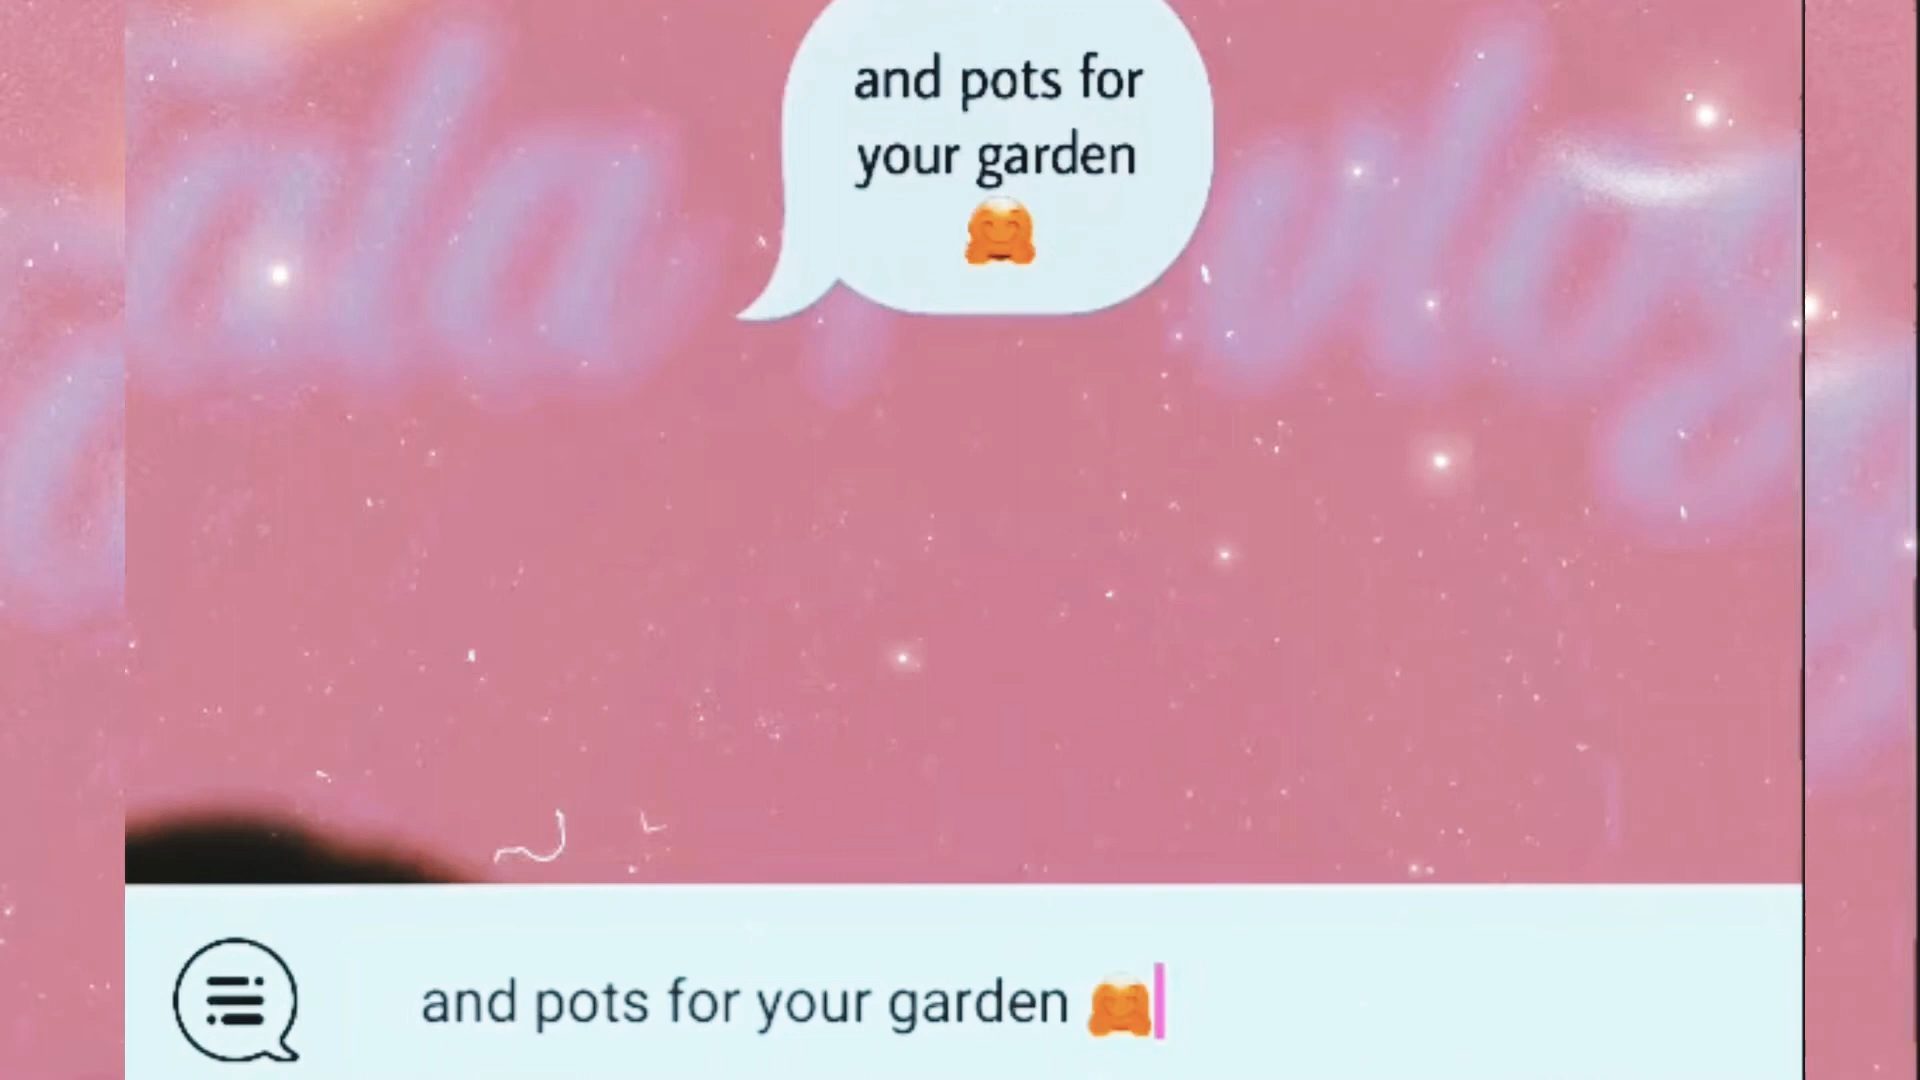 and pots for
your garden
🤗
and pots for your garden 🤗